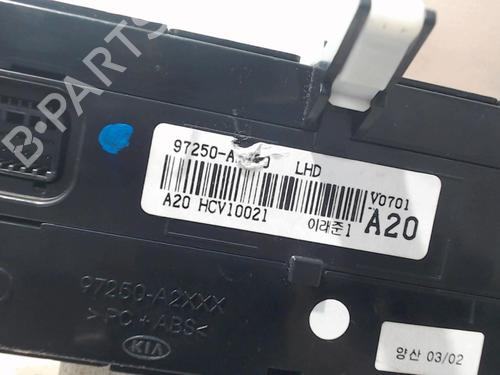 B-PARTS
97250-A LHD
V0701
A20 HCV10021 이래준1 A20
97250-A2XXX
>PC+ABS<
KIA
양산 03/02